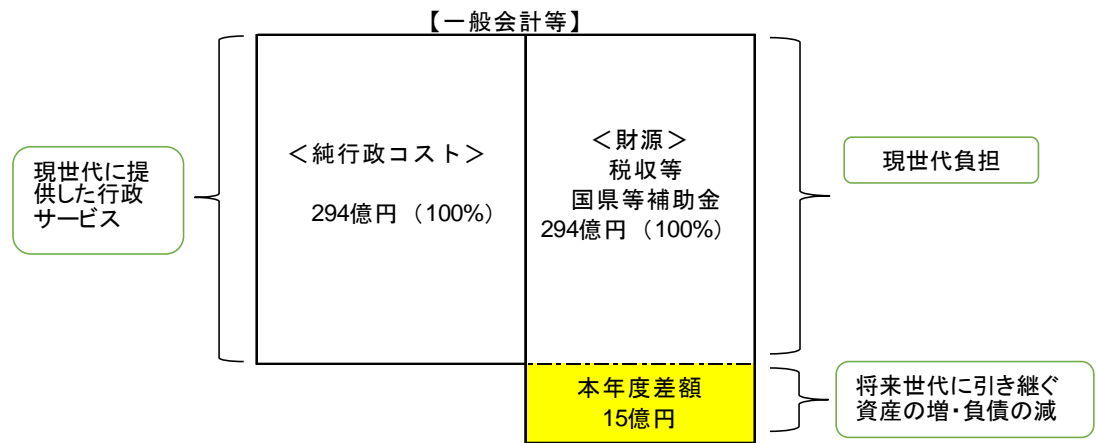 【一般会計等】
現世代に提
供した行政
サービス
＜純行政コスト＞
294億円（100%）
＜財源＞
税収等
国県等補助金
294億円（100%）
現世代負担
本年度差額
15億円
将来世代に引き継ぐ
資産の増・負債の減